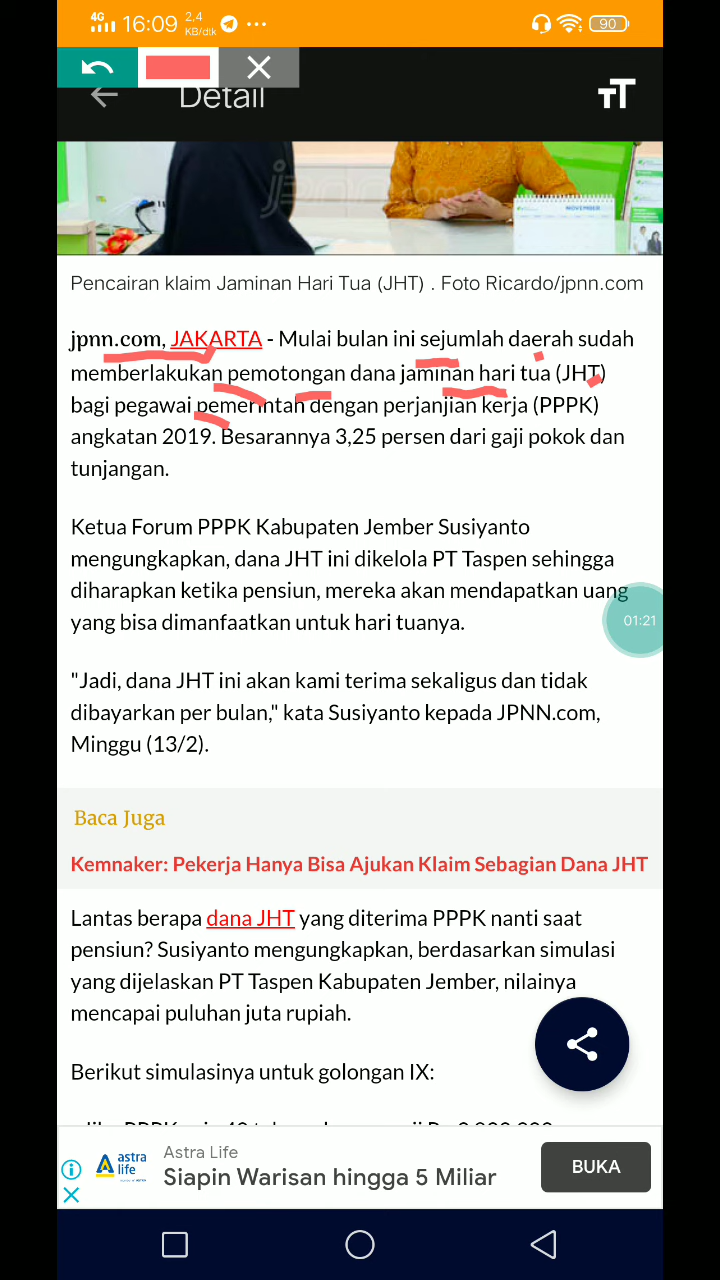 4G 16:09 2.4 KB/dtk ... 90
Detail
jpnn.com
NOVEMBER
Pencairan klaim Jaminan Hari Tua (JHT) . Foto Ricardo/jpnn.com
jpnn.com, JAKARTA - Mulai bulan ini sejumlah daerah sudah
memberlakukan pemotongan dana jaminan hari tua (JHT)
bagi pegawai pemerintah dengan perjanjian kerja (PPPK)
angkatan 2019. Besarannya 3,25 persen dari gaji pokok dan
tunjangan.
Ketua Forum PPPK Kabupaten Jember Susiyanto
mengungkapkan, dana JHT ini dikelola PT Taspen sehingga
diharapkan ketika pensiun, mereka akan mendapatkan uang
yang bisa dimanfaatkan untuk hari tuanya.
01:21
"Jadi, dana JHT ini akan kami terima sekaligus dan tidak
dibayarkan per bulan," kata Susiyanto kepada JPNN.com,
Minggu (13/2).
Baca Juga
Kemnaker: Pekerja Hanya Bisa Ajukan Klaim Sebagian Dana JHT
Lantas berapa dana JHT yang diterima PPPK nanti saat
pensiun? Susiyanto mengungkapkan, berdasarkan simulasi
yang dijelaskan PT Taspen Kabupaten Jember, nilainya
mencapai puluhan juta rupiah.
Berikut simulasinya untuk golongan IX:
astra life
Astra Life
Siapin Warisan hingga 5 Miliar
BUKA